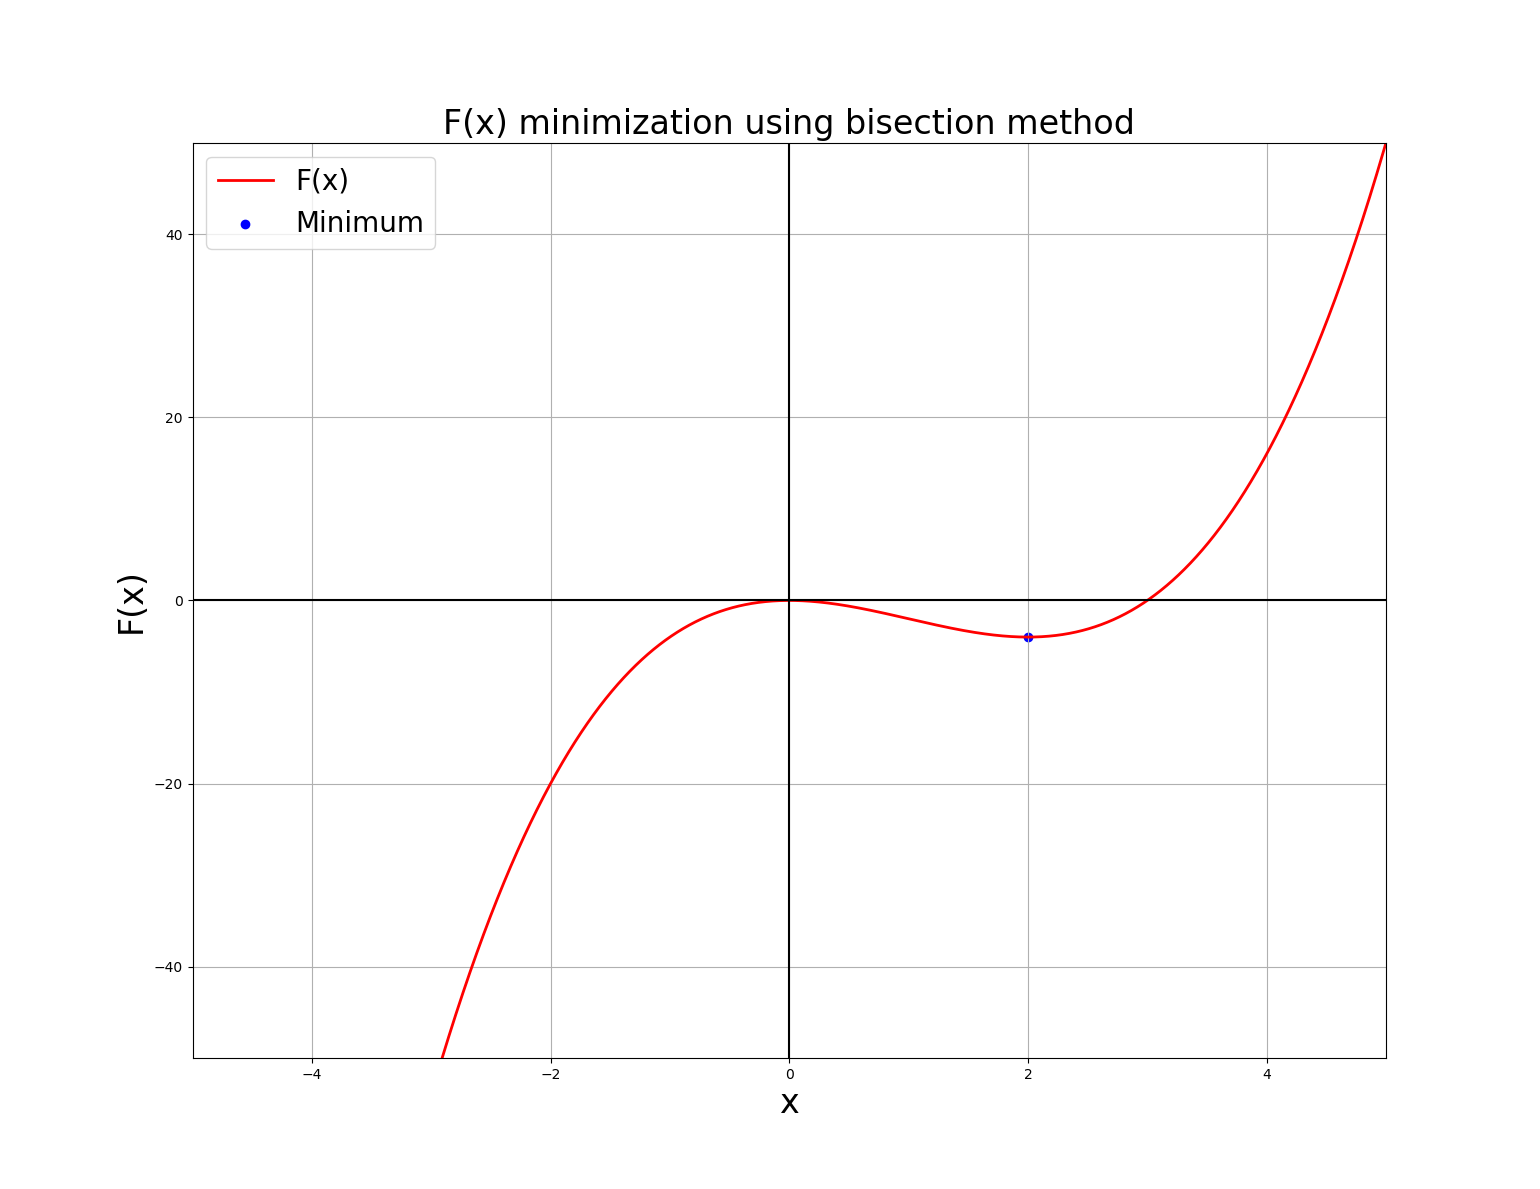 F(x) minimization using bisection method
F(x)
Minimum
40
20
0
−20
−40
F(x)
−4
−2
0
2
4
x